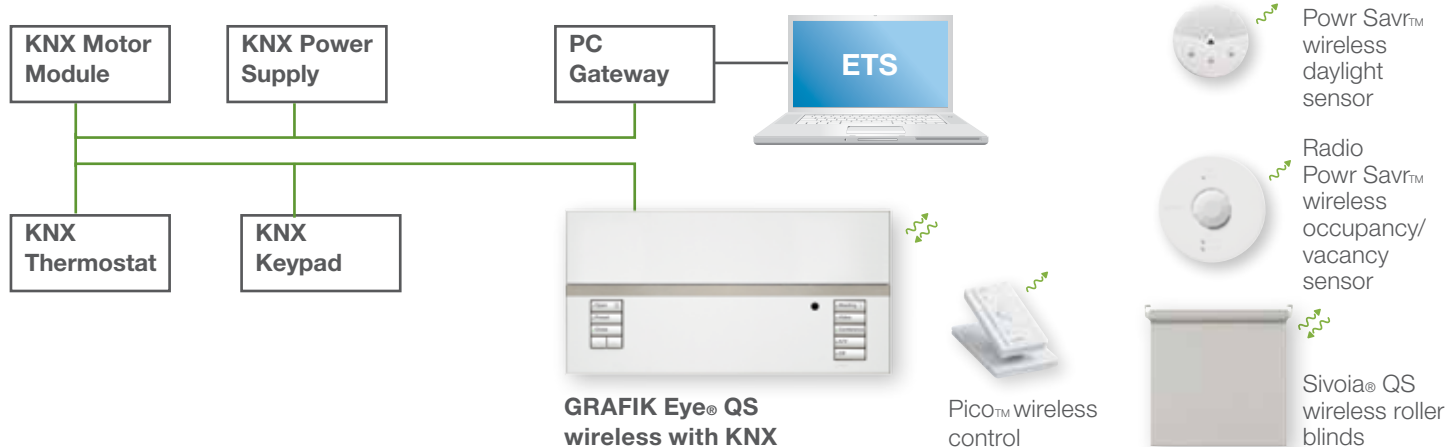 KNX Motor
Module
KNX Power
Supply
PC
Gateway
ETS
KNX
Thermostat
KNX
Keypad
GRAFIK Eye® QS
wireless with KNX
Pico™ wireless
control
Powr Savr™
wireless
daylight
sensor
Radio
Powr Savr™
wireless
occupancy/
vacancy
sensor
Sivoia® QS
wireless roller
blinds